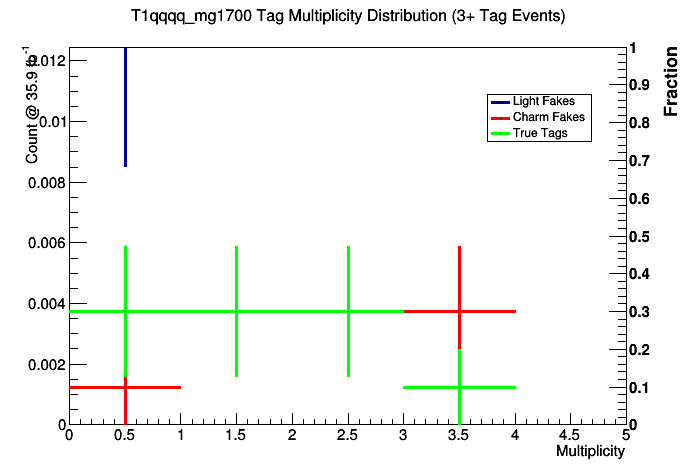 T1qqqq_mg1700 Tag Multiplicity Distribution (3+ Tag Events)
Count @ 35.9 fb⁻¹
Fraction
0.012
0.01
0.008
0.006
0.004
0.002
0
1
0.9
0.8
0.7
0.6
0.5
0.4
0.3
0.2
0.1
0
Light Fakes
Charm Fakes
True Tags
0 0.5 1 1.5 2 2.5 3 3.5 4 4.5 5
Multiplicity